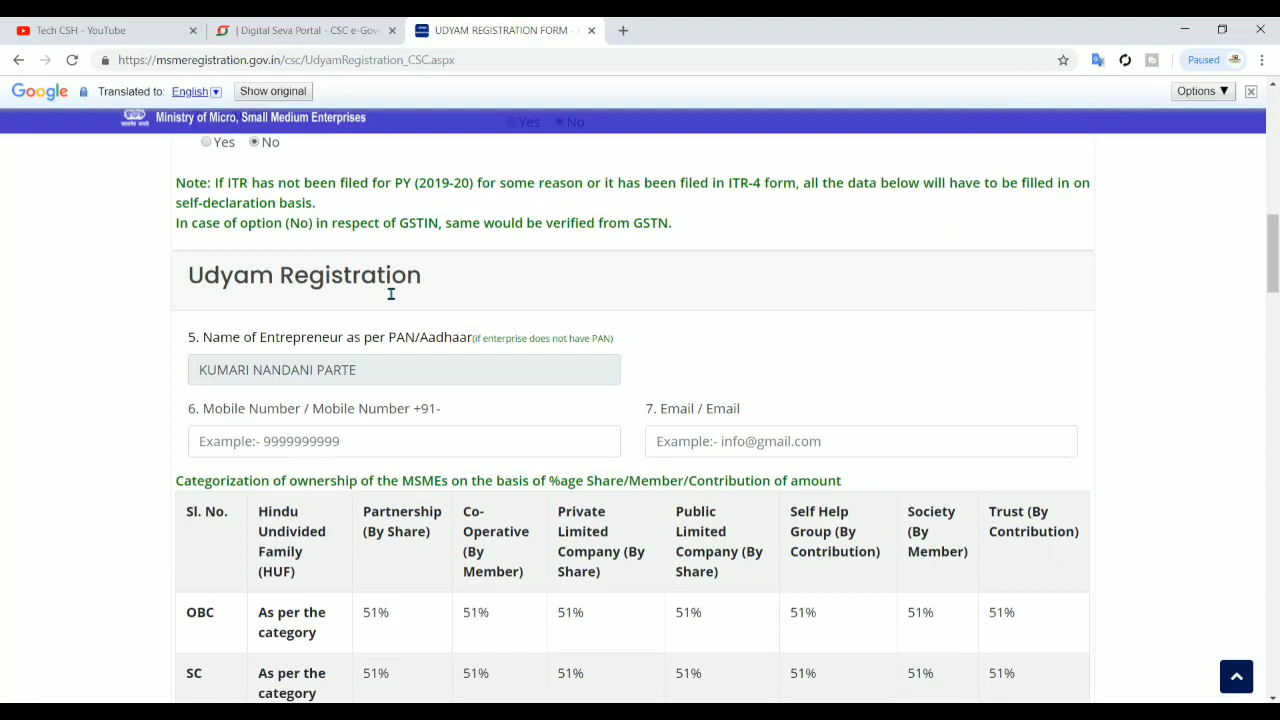 Tech CSH - YouTube
| Digital Seva Portal - CSC e-Gov
UDYAM REGISTRATION FORM -
https://msmeregistration.gov.in/csc/UdyamRegistration_CSC.aspx
Paused
Google Translated to: English Show original
Options ▼
Ministry of Micro, Small Medium Enterprises
Yes No
Yes No
Note: If ITR has not been filed for PY (2019-20) for some reason or it has been filed in ITR-4 form, all the data below will have to be filled in on
self-declaration basis.
In case of option (No) in respect of GSTIN, same would be verified from GSTN.
Udyam Registration
5. Name of Entrepreneur as per PAN/Aadhaar(if enterprise does not have PAN)
KUMARI NANDANI PARTE
6. Mobile Number / Mobile Number +91-
7. Email / Email
Example:- 9999999999
Example:- info@gmail.com
Categorization of ownership of the MSMEs on the basis of %age Share/Member/Contribution of amount
Sl. No.
Hindu
Undivided
Family
(HUF)
Partnership
(By Share)
Co-
Operative
(By
Member)
Private
Limited
Company (By
Share)
Public
Limited
Company (By
Share)
Self Help
Group (By
Contribution)
Society
(By
Member)
Trust (By
Contribution)
OBC
As per the
category
51%
51%
51%
51%
51%
51%
51%
SC
As per the
category
51%
51%
51%
51%
51%
51%
51%